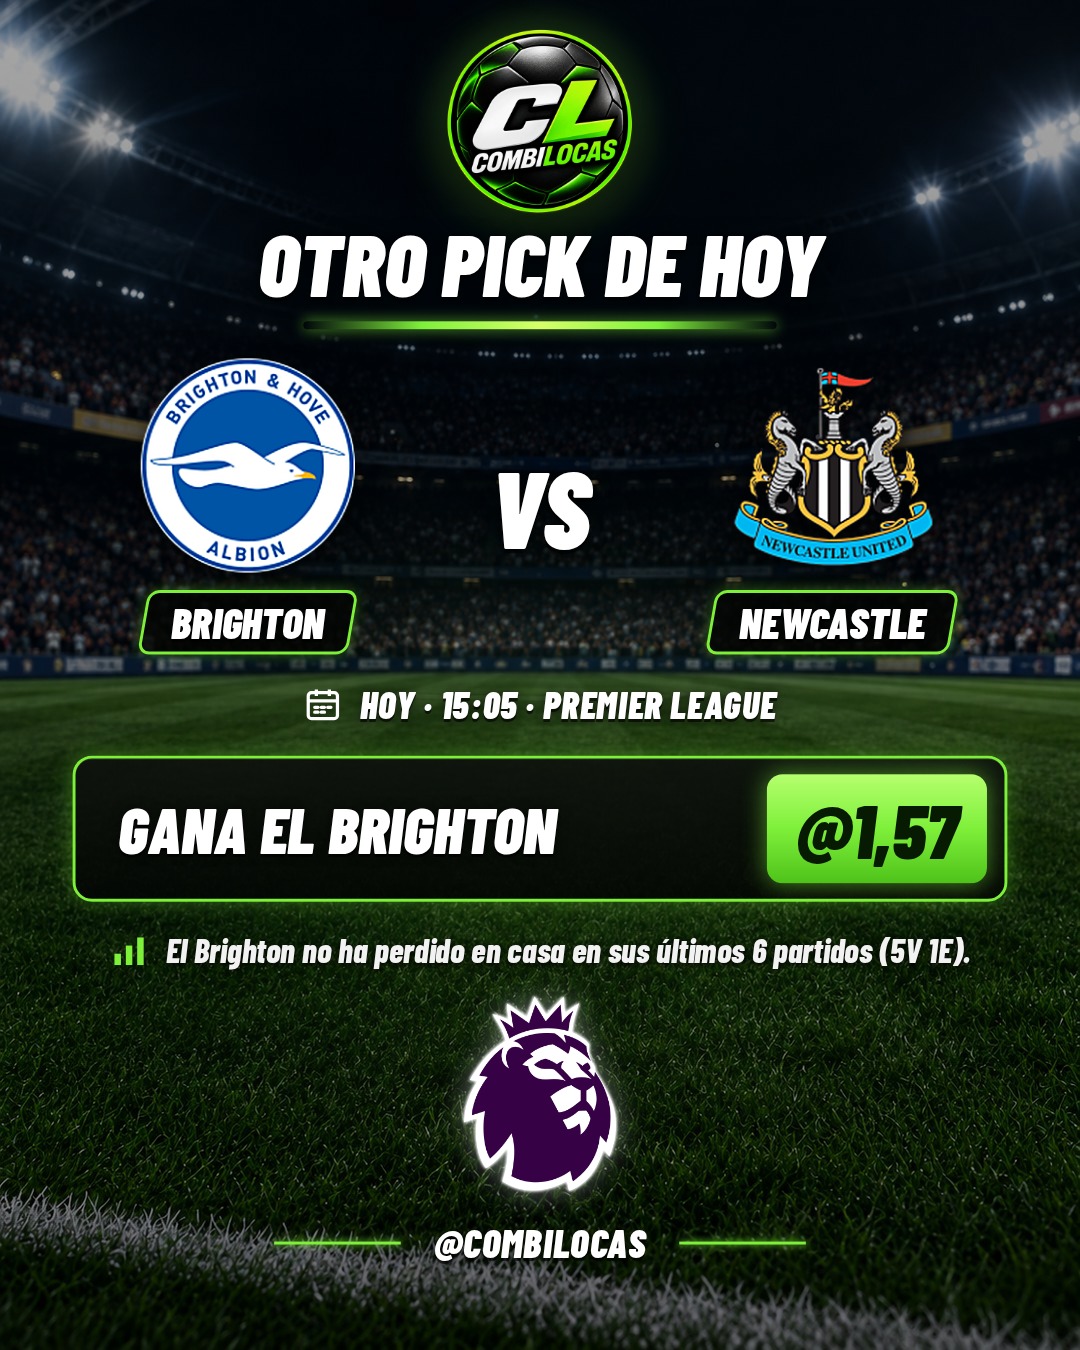 CL
COMBILOCAS
OTRO PICK DE HOY
BRIGHTON & HOVE
ALBION
VS
NEWCASTLE UNITED
BRIGHTON
NEWCASTLE
HOY · 15:05 · PREMIER LEAGUE
GANA EL BRIGHTON
@1,57
El Brighton no ha perdido en casa en sus últimos 6 partidos (5V 1E).
@COMBILOCAS